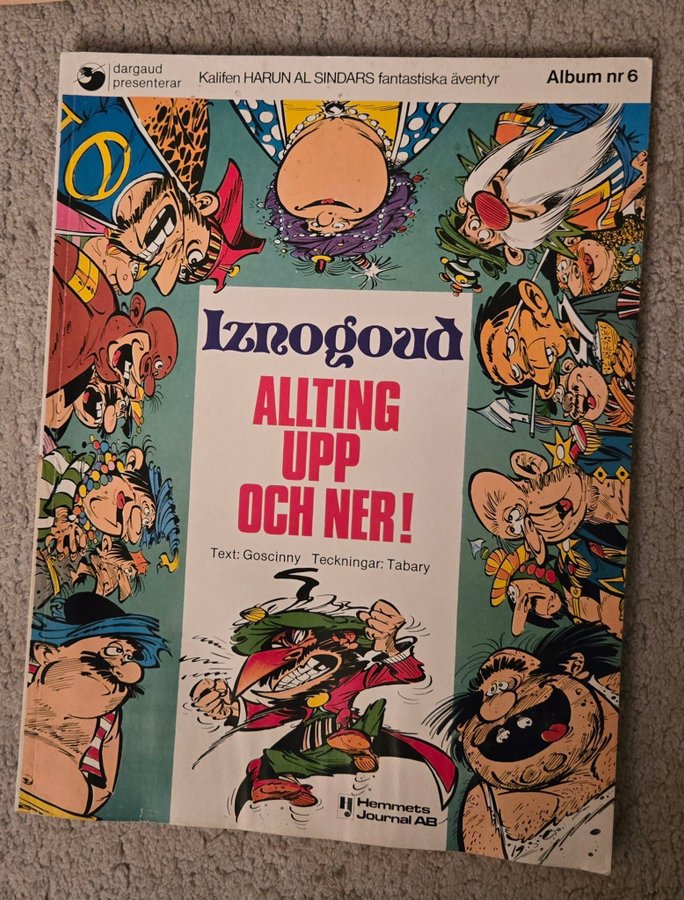 dargaud
presenterar
Kalifen HARUN AL SINDARS fantastiska äventyr
Album nr 6
Iznogoud
ALLTING
UPP
OCH NER!
Text: Goscinny Teckningar: Tabary
Hemmets
Journal AB